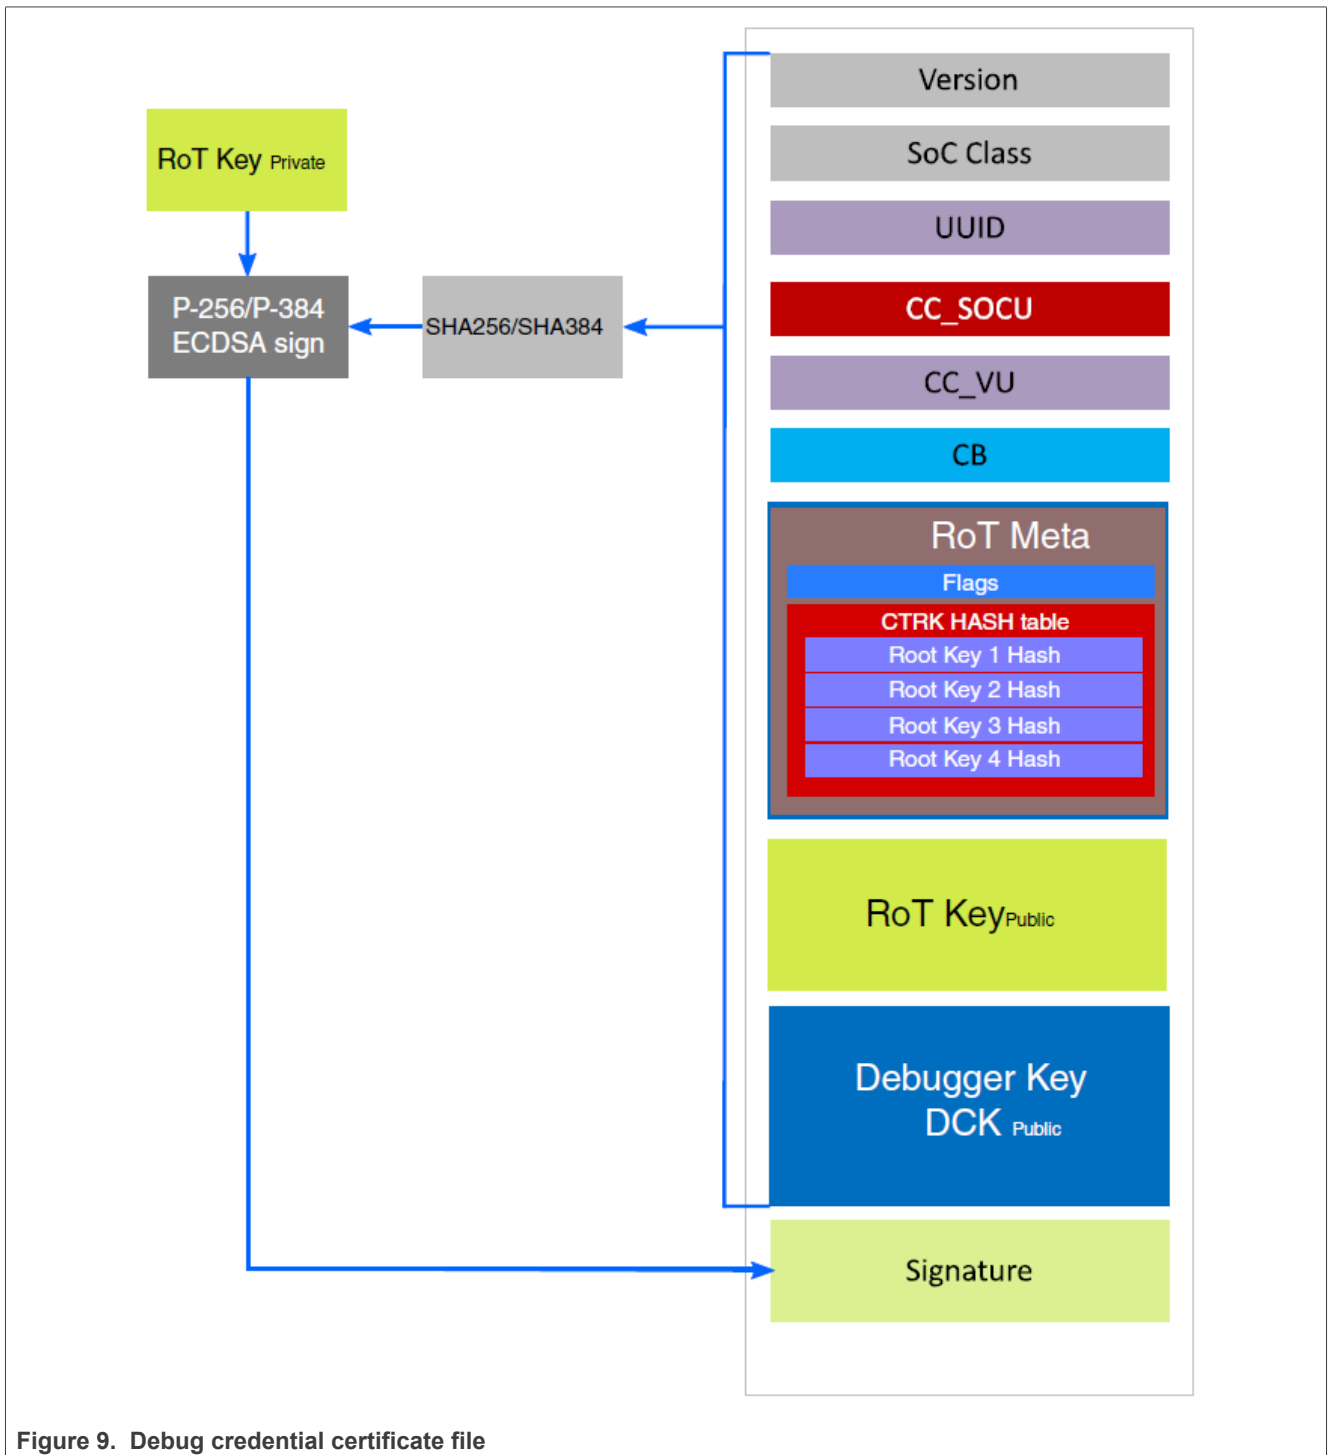 RoT Key Private
P-256/P-384
ECDSA sign
SHA256/SHA384
Version
SoC Class
UUID
CC_SOCU
CC_VU
CB
RoT Meta
Flags
CTRK HASH table
Root Key 1 Hash
Root Key 2 Hash
Root Key 3 Hash
Root Key 4 Hash
RoT KeyPublic
Debugger Key
DCK Public
Signature
Figure 9. Debug credential certificate file